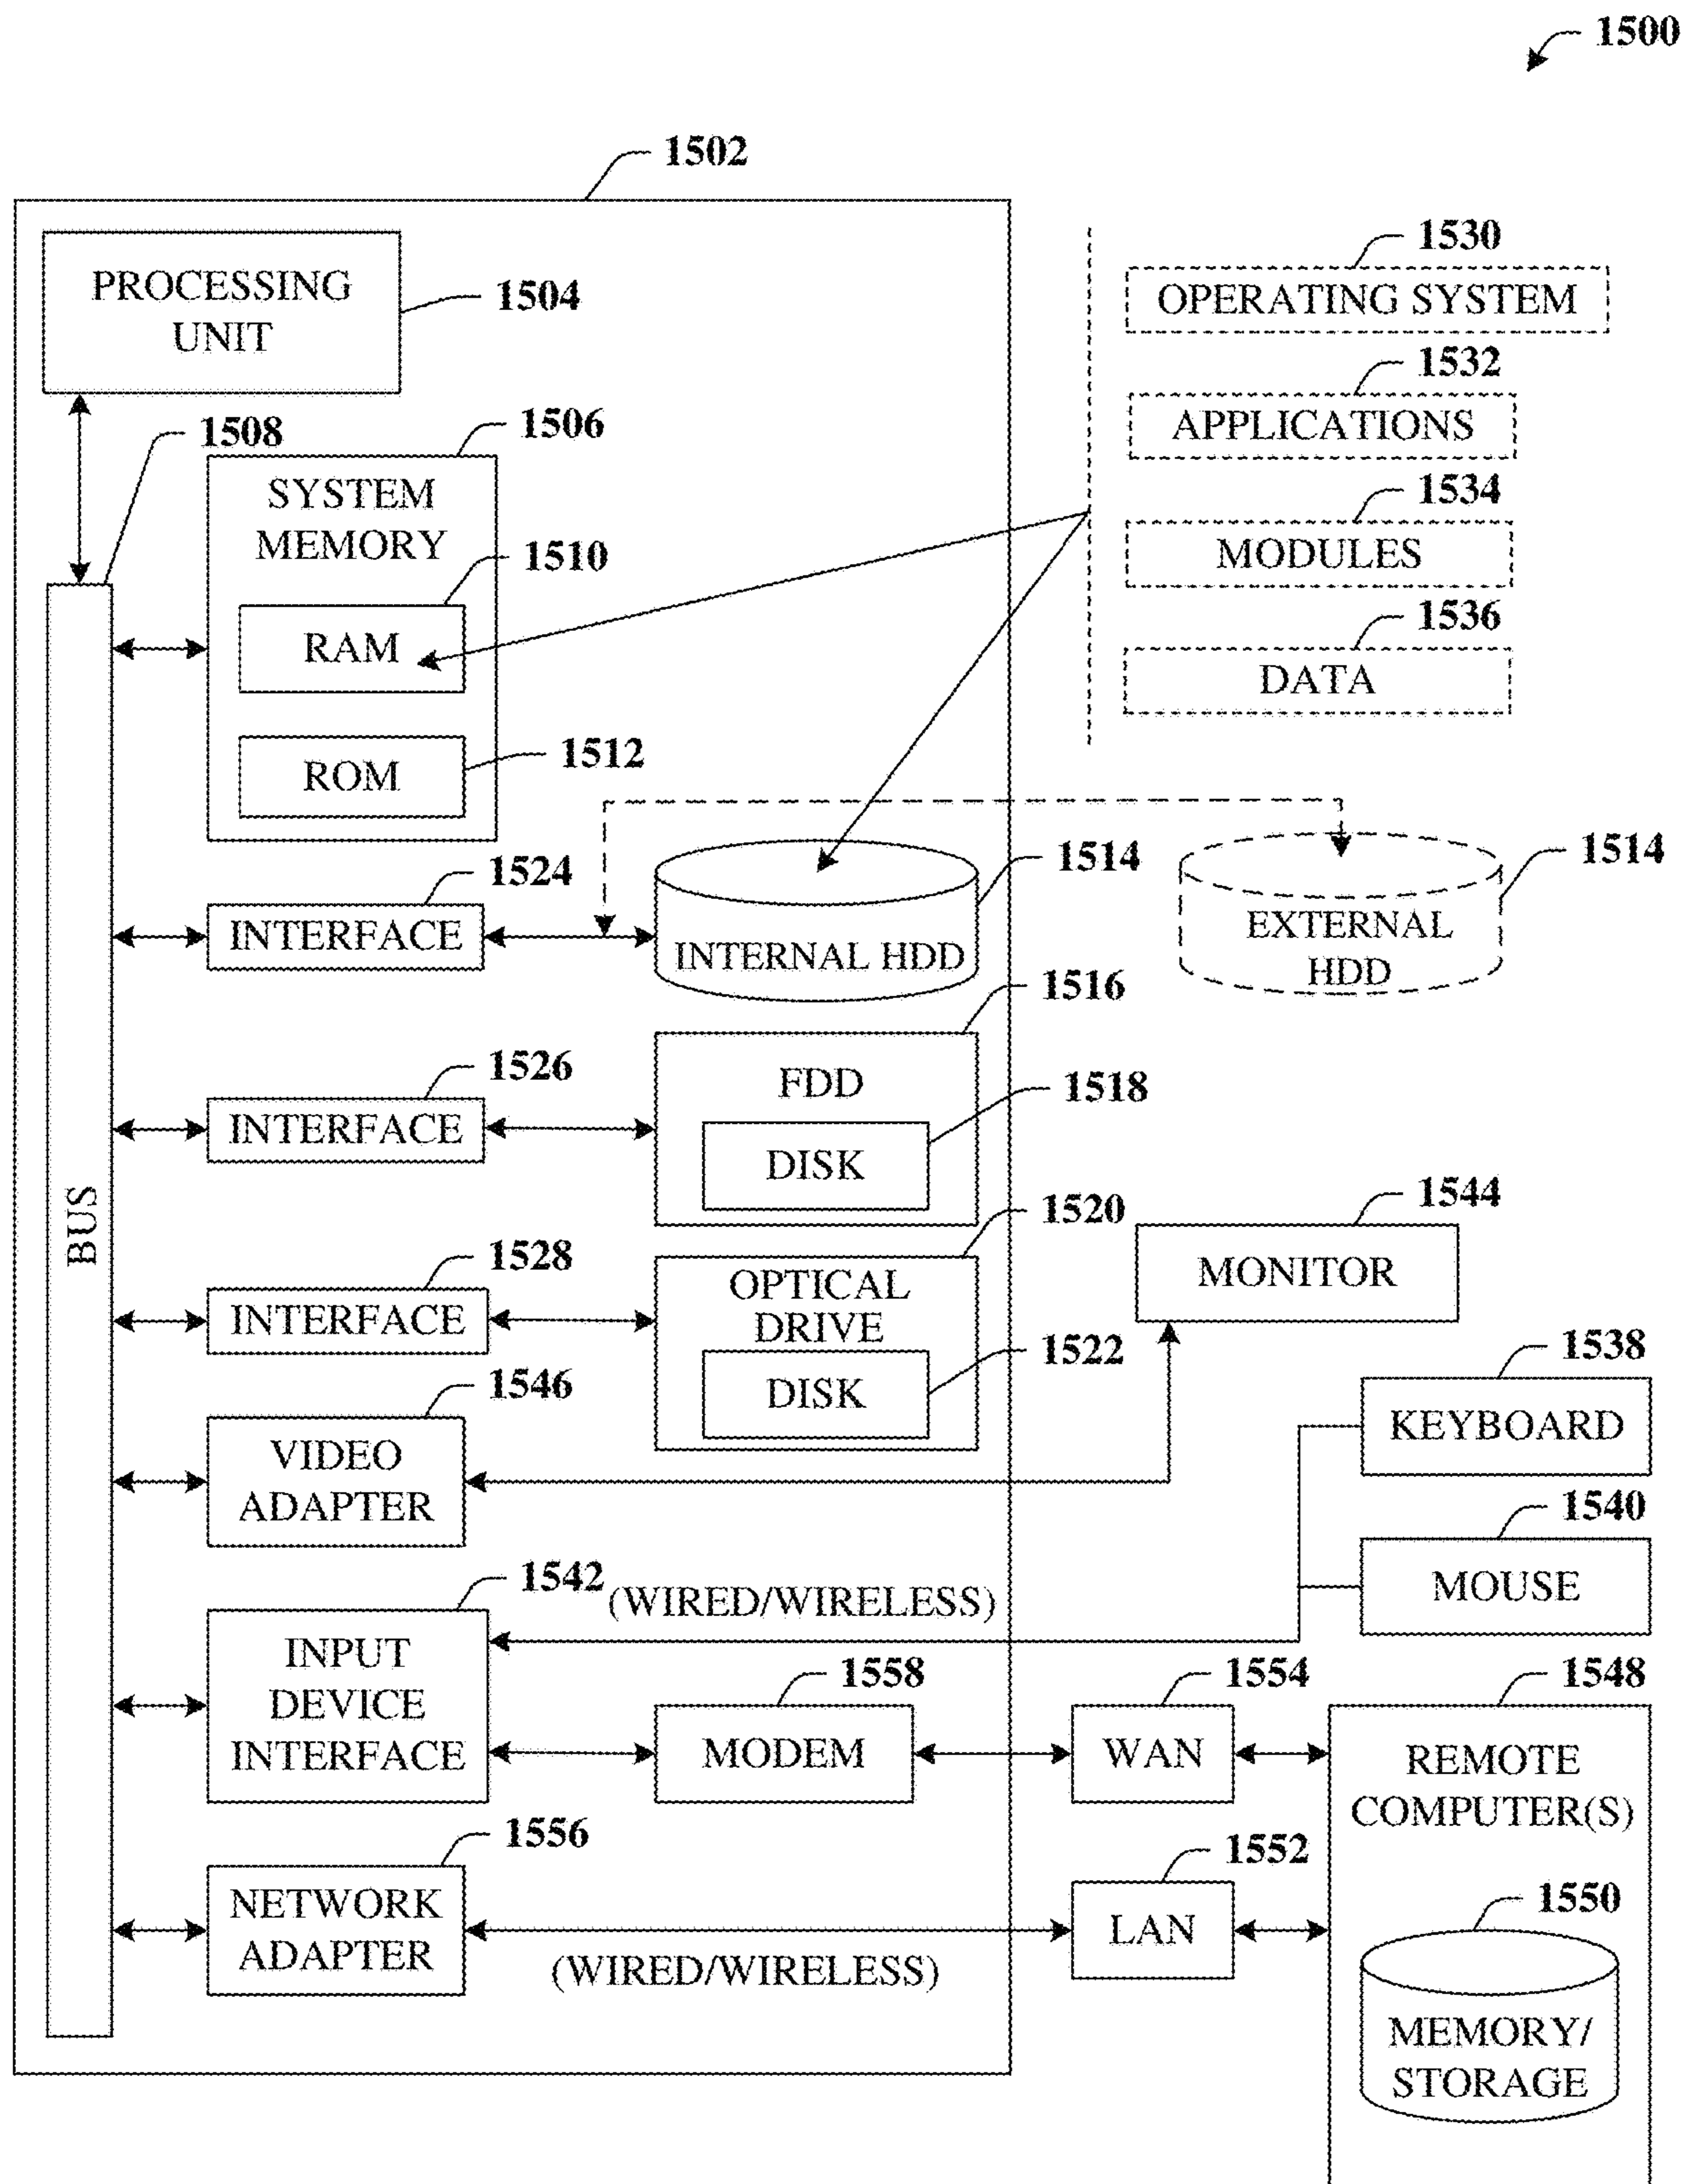 1500
1502
PROCESSING
UNIT
1504
1530
OPERATING SYSTEM
1532
APPLICATIONS
1534
MODULES
1536
DATA
1508
1506
SYSTEM
MEMORY
1510
RAM
1512
ROM
1524
INTERFACE
1514
INTERNAL HDD
1514
EXTERNAL
HDD
1516
FDD
1526
INTERFACE
1518
DISK
BUS
1520
OPTICAL
DRIVE
1528
INTERFACE
1522
DISK
1544
MONITOR
1546
VIDEO
ADAPTER
1538
KEYBOARD
1540
MOUSE
1542
(WIRED/WIRELESS)
INPUT
DEVICE
INTERFACE
1558
MODEM
1554
WAN
1548
REMOTE
COMPUTER(S)
1556
NETWORK
ADAPTER
(WIRED/WIRELESS)
1552
LAN
1550
MEMORY/
STORAGE